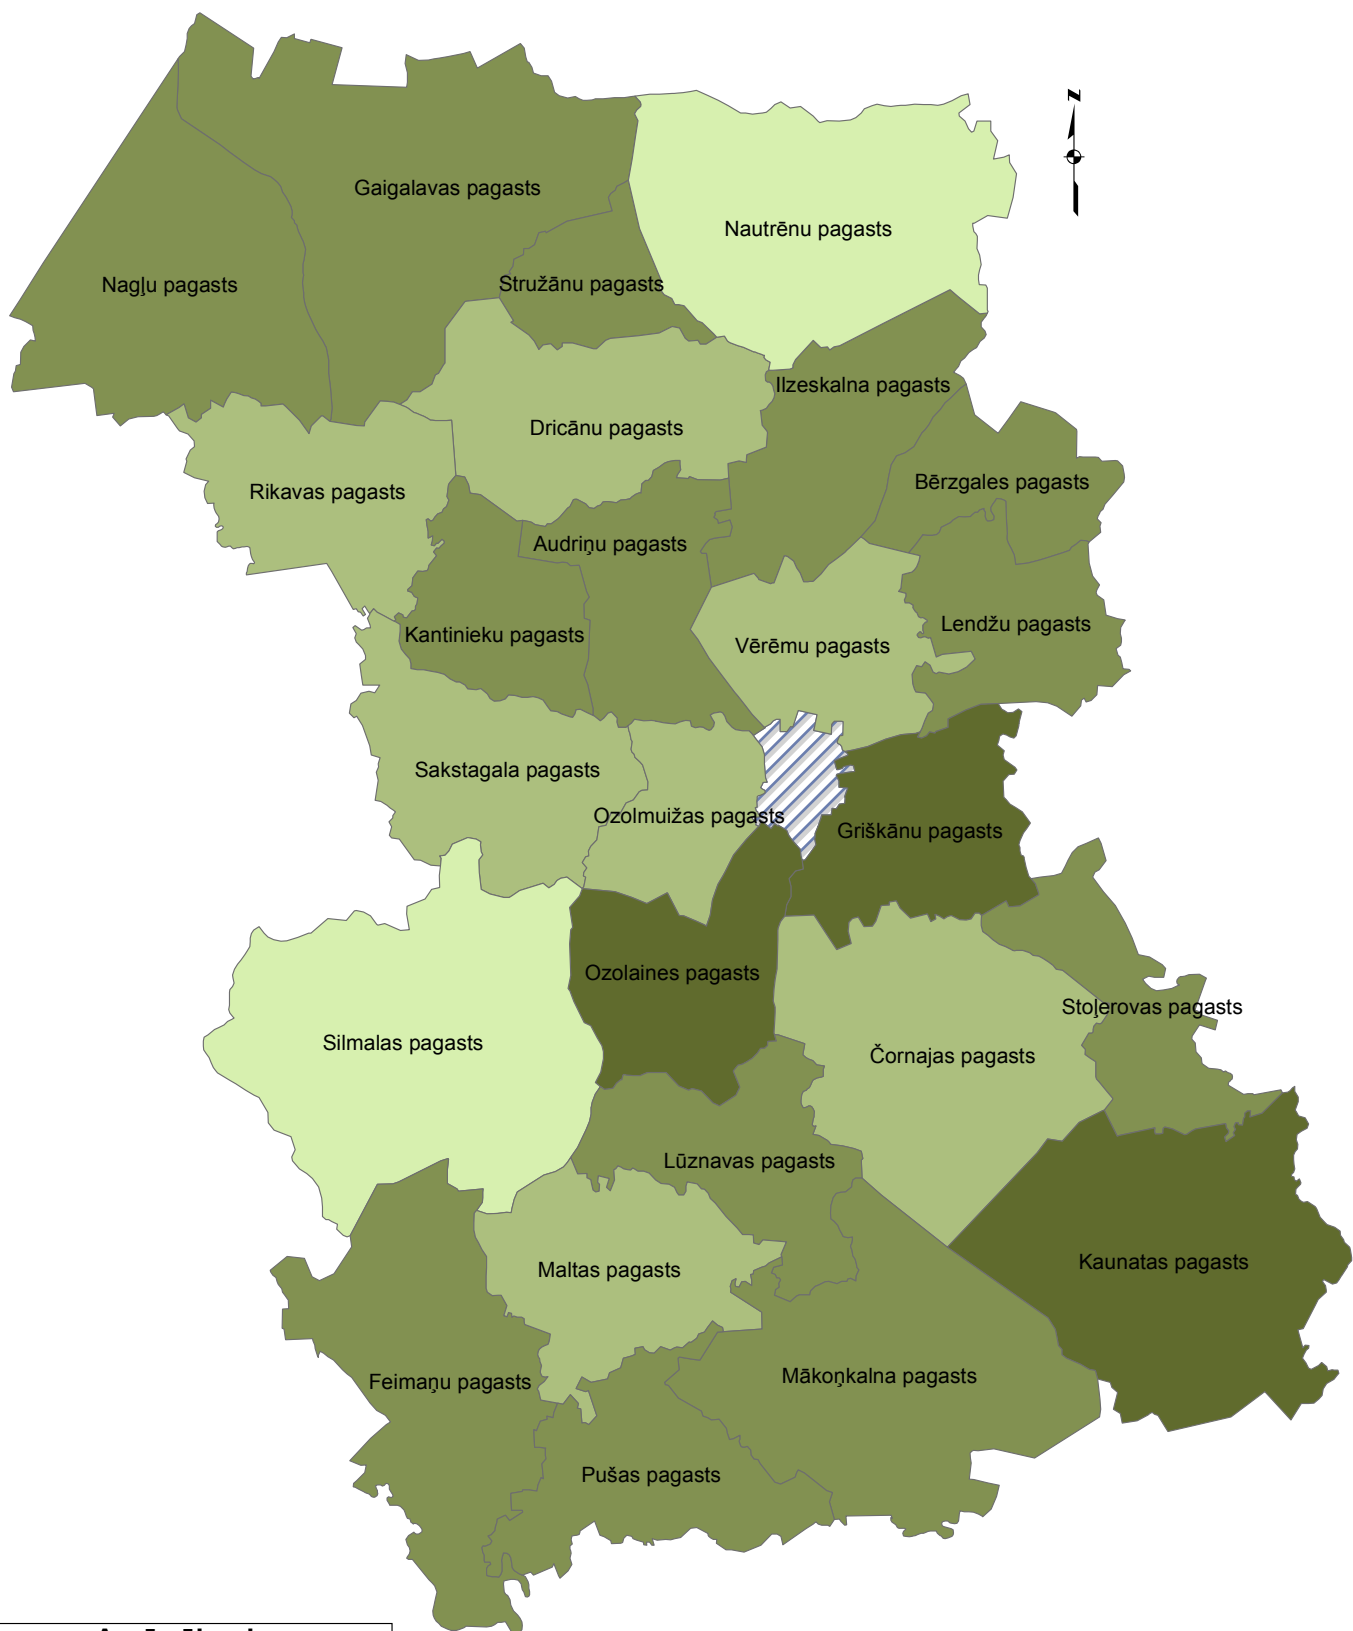 N
Gaigalavas pagasts
Nautrēnu pagasts
Nagļu pagasts
Stružānu pagasts
Ilzeskalna pagasts
Dricānu pagasts
Bērzgales pagasts
Rikavas pagasts
Audriņu pagasts
Lendžu pagasts
Kantinieku pagasts
Vērēmu pagasts
Sakstagala pagasts
Ozolmuižas pagasts
Griškānu pagasts
Ozolaines pagasts
Stoļerovas pagasts
Silmalas pagasts
Čornajas pagasts
Lūznavas pagasts
Kaunatas pagasts
Maltas pagasts
Mākoņkalna pagasts
Feimaņu pagasts
Pušas pagasts